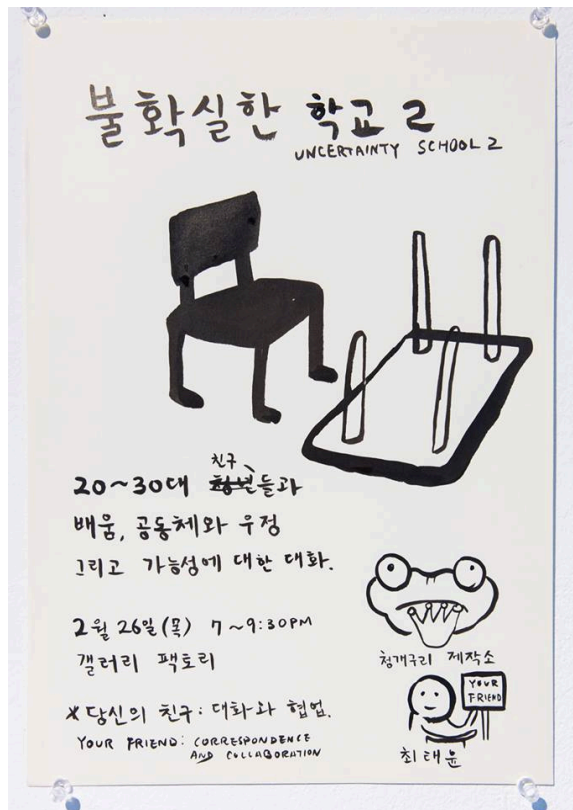 불확실한 학교 2
UNCERTAINTY SCHOOL 2
친구
20~30대 청년들과
배움, 공동체와 우정
그리고 가능성에 대한 대화.
2월 26일(목) 7~9:30PM
갤러리 팩토리
* 당신의 친구: 대화와 협업.
YOUR FRIEND: CORRESPONDENCE
AND COLLABORATION
청개구리 제작소
YOUR
FRIEND
최태윤